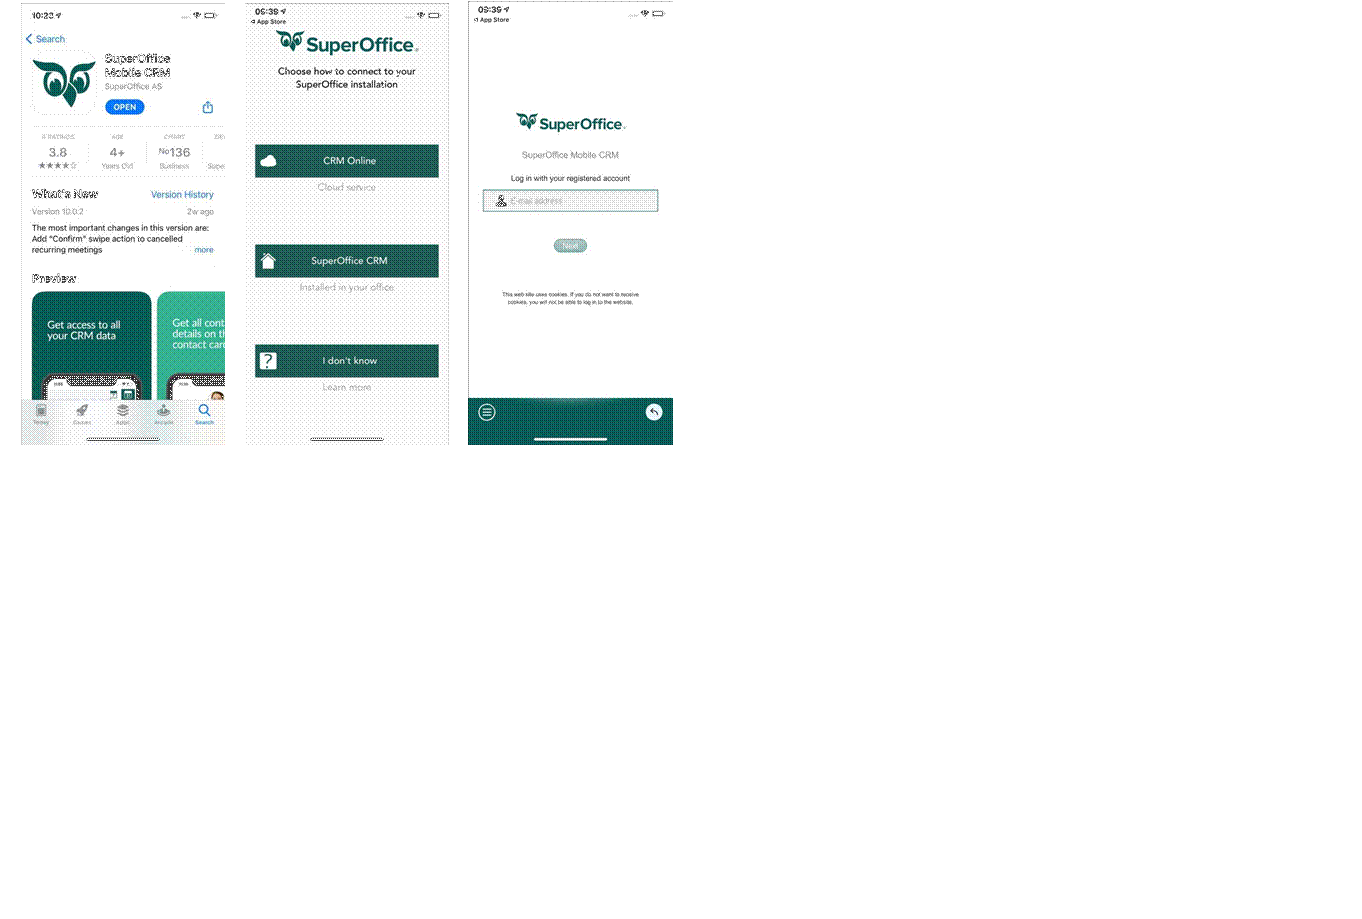 10:23
Search
SuperOffice
Mobile CRM
SuperOffice AS
OPEN
RATINGS
AGE
CHART
3.8
4+
No136
Years Old
Business
What's New
Version History
Version 10.0.2
2w ago
The most important changes in this version are:
Add "Confirm" swipe action to cancelled
recurring meetings
more
Preview
Get access to all
your CRM data
Get all cont
details on th
contact card
Today
Games
Apps
Arcade
Search
09:39
App Store
SuperOffice
Choose how to connect to your
SuperOffice installation
CRM Online
Cloud service
SuperOffice CRM
Installed in your office
?
I don't know
Learn more
09:39
App Store
SuperOffice
SuperOffice Mobile CRM
Log in with your registered account
E-mail address
Next
This web site uses cookies. If you do not want to receive
cookies, you will not be able to log in to the website.